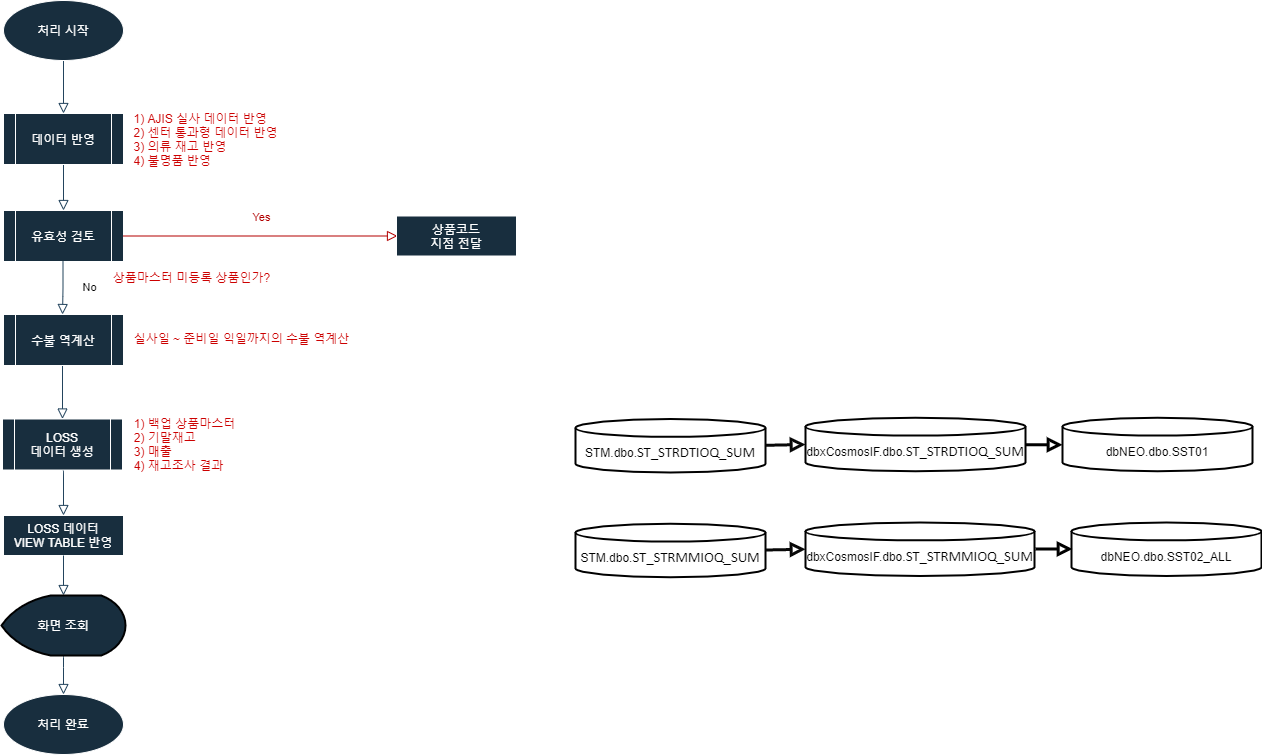 처리 시작
데이터 반영
1) AJIS 실사 데이터 반영
2) 센터 통과형 데이터 반영
3) 의류 재고 반영
4) 불명품 반영
유효성 검토
Yes
상품코드
지점 전달
상품마스터 미등록 상품인가?
No
수불 역계산
실사일 ~ 준비일 익일까지의 수불 역계산
LOSS
데이터 생성
1) 백업 상품마스터
2) 기말재고
3) 매출
4) 재고조사 결과
LOSS 데이터
VIEW TABLE 반영
화면 조회
처리 완료
STM.dbo.ST_STRDTIOQ_SUM
dbxCosmosIF.dbo.ST_STRDTIOQ_SUM
dbNEO.dbo.SST01
STM.dbo.ST_STRMMIOQ_SUM
dbxCosmosIF.dbo.ST_STRMMIOQ_SUM
dbNEO.dbo.SST02_ALL